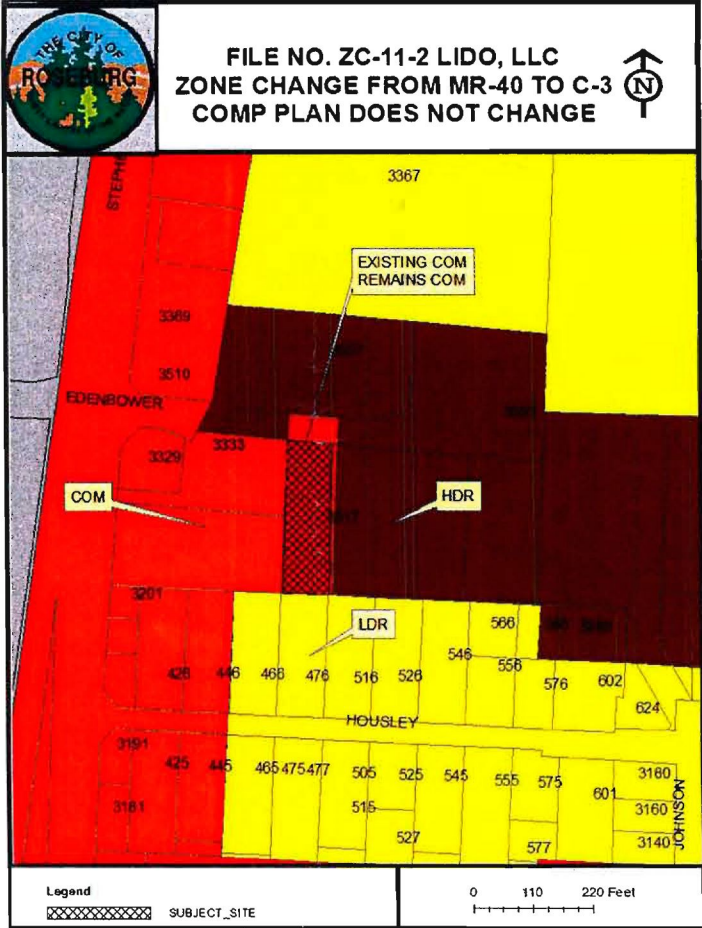 THE CITY OF
ROSEBURG
FILE NO. ZC-11-2 LIDO, LLC
ZONE CHANGE FROM MR-40 TO C-3
COMP PLAN DOES NOT CHANGE
N
STEPH
3367
EXISTING COM
REMAINS COM
3369
3510
EDENBOWER
3333
3329
COM
HDR
3201
LDR
566
546
556
426 446 466 476 516 526
576 602
624
HOUSLEY
3191
425 445 465 475 477 505 525 545 555 575
601
3160
3181
515
3160
527
577
3140
JOHNSON
Legend
SUBJECT_SITE
0 110 220 Feet